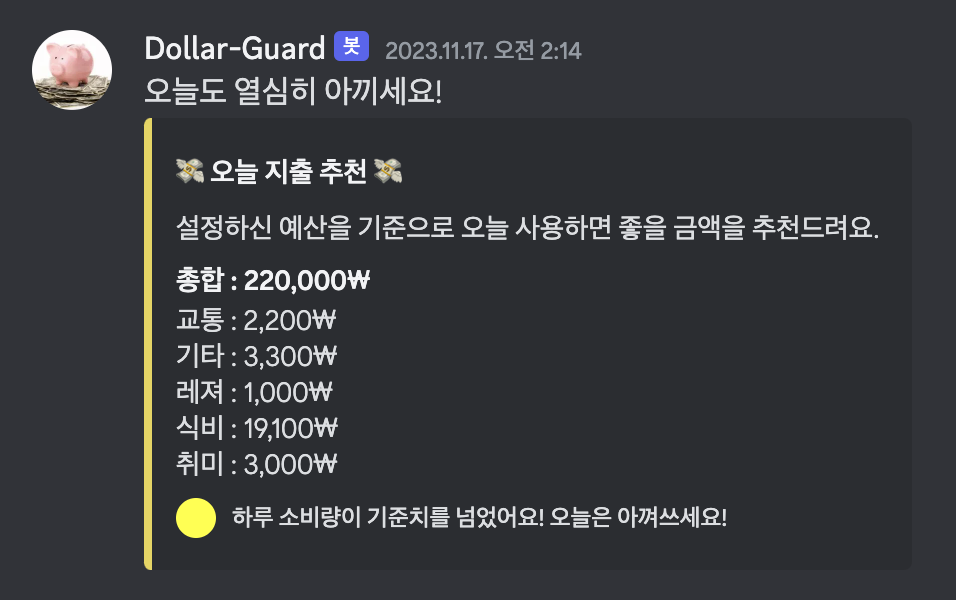 Dollar-Guard 봇 2023.11.17. 오전 2:14
오늘도 열심히 아끼세요!
💸 오늘 지출 추천 💸
설정하신 예산을 기준으로 오늘 사용하면 좋을 금액을 추천드려요.
총합 : 220,000₩
교통 : 2,200₩
기타 : 3,300₩
레져 : 1,000₩
식비 : 19,100₩
취미 : 3,000₩
하루 소비량이 기준치를 넘었어요! 오늘은 아껴쓰세요!